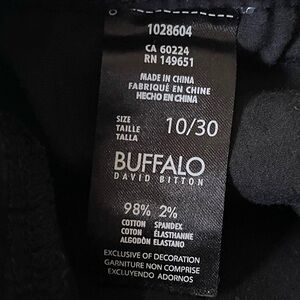 1028604
CA 60224
RN 149651
MADE IN CHINA
FABRIQUÉ EN CHINE
HECHO EN CHINA
SIZE
TAILLE 10/30
TALLA
BUFFALO
DAVID BITTON
98% 2%
COTTON SPANDEX
COTON ÉLASTHANNE
ALGODÓN ELASTANO
EXCLUSIVE OF DECORATION
GARNITURE NON COMPRISE
EXCLUYENDO ADORNOS